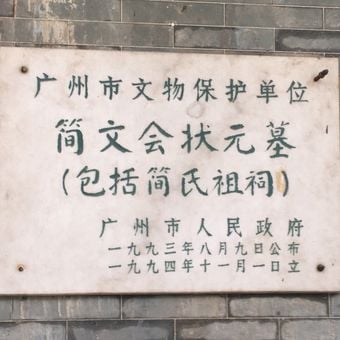 广州市文物保护单位
简文会状元墓
(包括简氏祖祠)
广州市人民政府
一九九三年八月九日公布
一九九四年十一月一日立